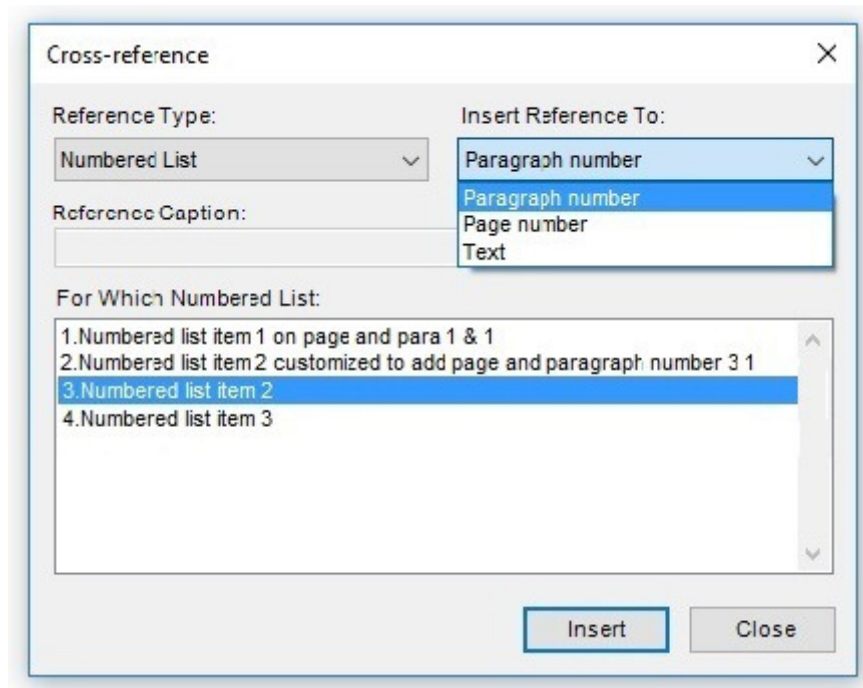 Cross-reference
Reference Type:
Insert Reference To:
Numbered List
Paragraph number
Paragraph number
Page number
Text
Reference Caption:
For Which Numbered List:
1.Numbered list item 1 on page and para 1 & 1
2.Numbered list item 2 customized to add page and paragraph number 3 1
3.Numbered list item 2
4.Numbered list item 3
Insert
Close